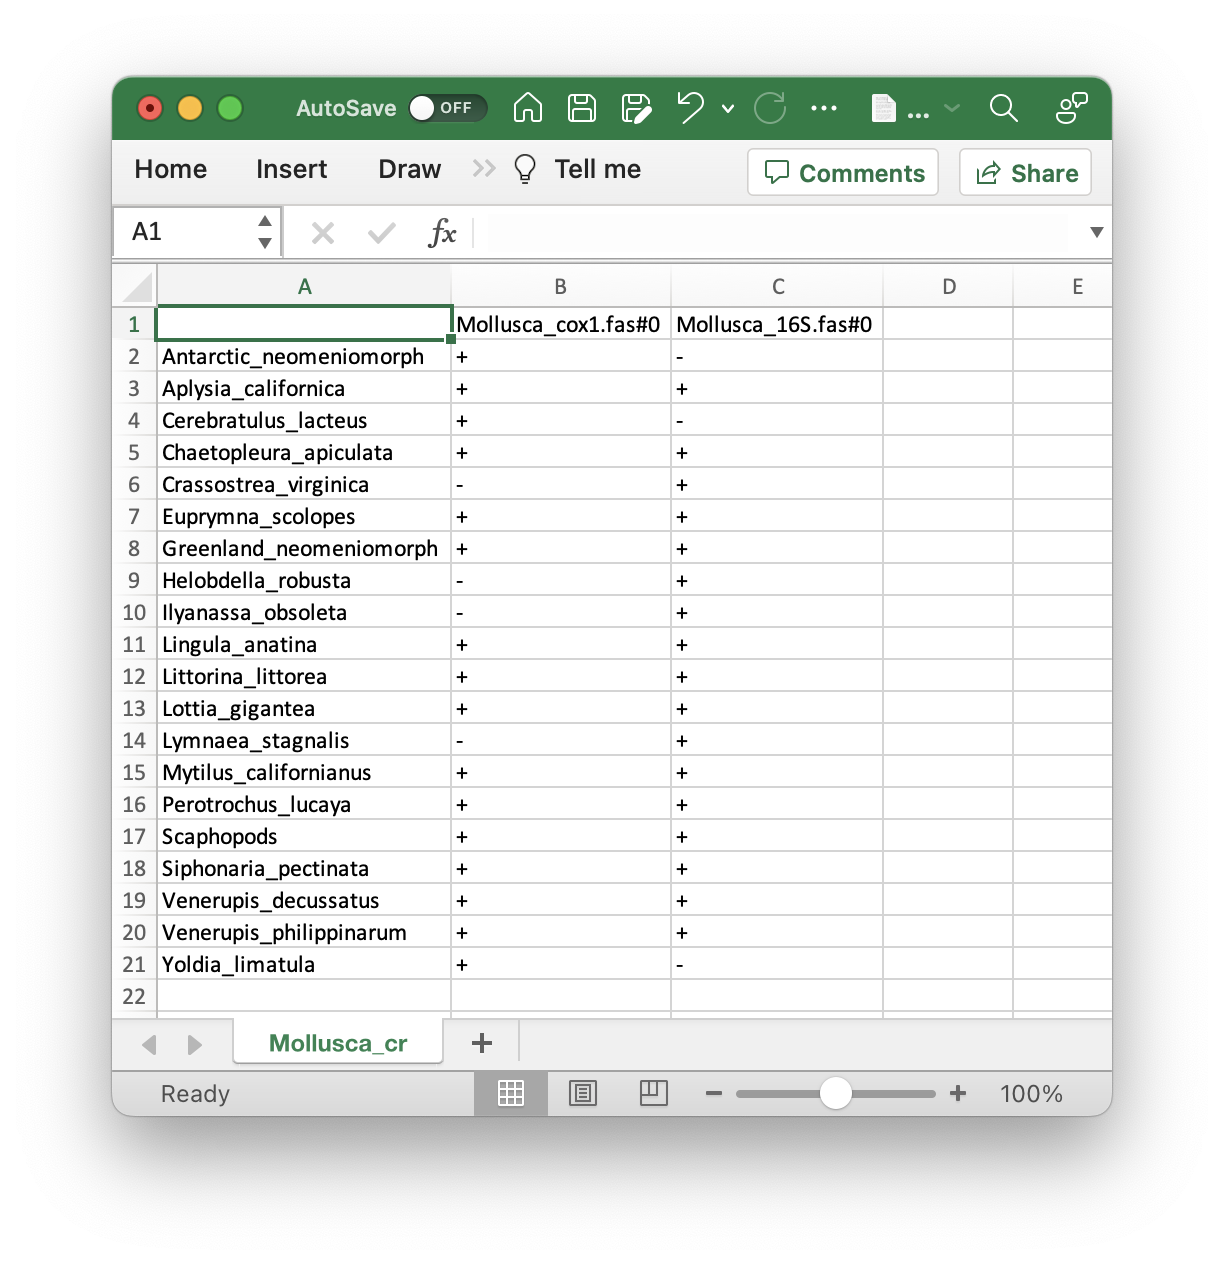 AutoSave OFF ... ...
Home Insert Draw >> Tell me Comments Share
A1 fx
A B C D E
1 Mollusca_cox1.fas#0 Mollusca_16S.fas#0
2 Antarctic_neomeniomorph + -
3 Aplysia_californica + +
4 Cerebratulus_lacteus + -
5 Chaetopleura_apiculata + +
6 Crassostrea_virginica - +
7 Euprymna_scolopes + +
8 Greenland_neomeniomorph + +
9 Helobdella_robusta - +
10 Ilyanassa_obsoleta - +
11 Lingula_anatina + +
12 Littorina_littorea + +
13 Lottia_gigantea + +
14 Lymnaea_stagnalis - +
15 Mytilus_californianus + +
16 Perotrochus_lucaya + +
17 Scaphopods + +
18 Siphonaria_pectinata + +
19 Venerupis_decussatus + +
20 Venerupis_philippinarum + +
21 Yoldia_limatula + -
22
Mollusca_cr +
Ready - + 100%